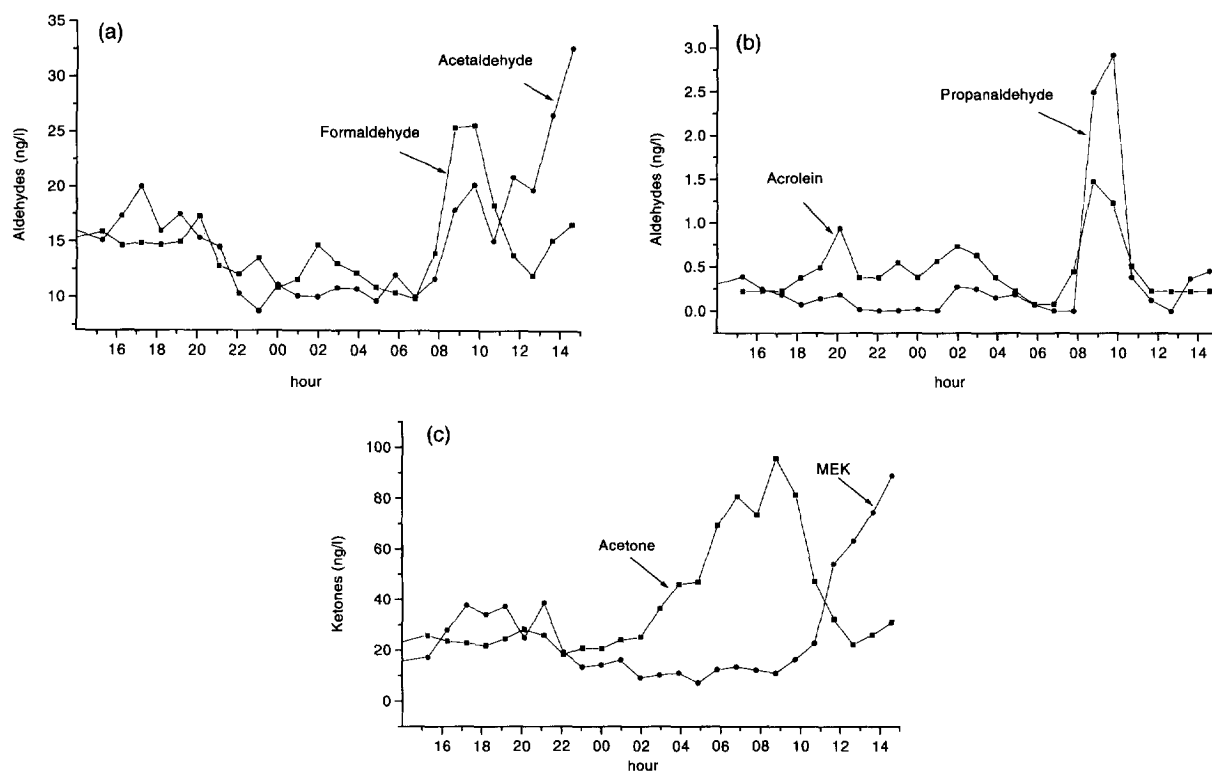 (a)
Aldehydes (ng/l)
35
30
25
20
15
10
Acetaldehyde
Formaldehyde
16 18 20 22 00 02 04 06 08 10 12 14
hour
(b)
Aldehydes (ng/l)
3.0
2.5
2.0
1.5
1.0
0.5
0.0
Propanaldehyde
Acrolein
16 18 20 22 00 02 04 06 08 10 12 14
hour
(c)
Ketones (ng/l)
100
80
60
40
20
0
MEK
Acetone
16 18 20 22 00 02 04 06 08 10 12 14
hour